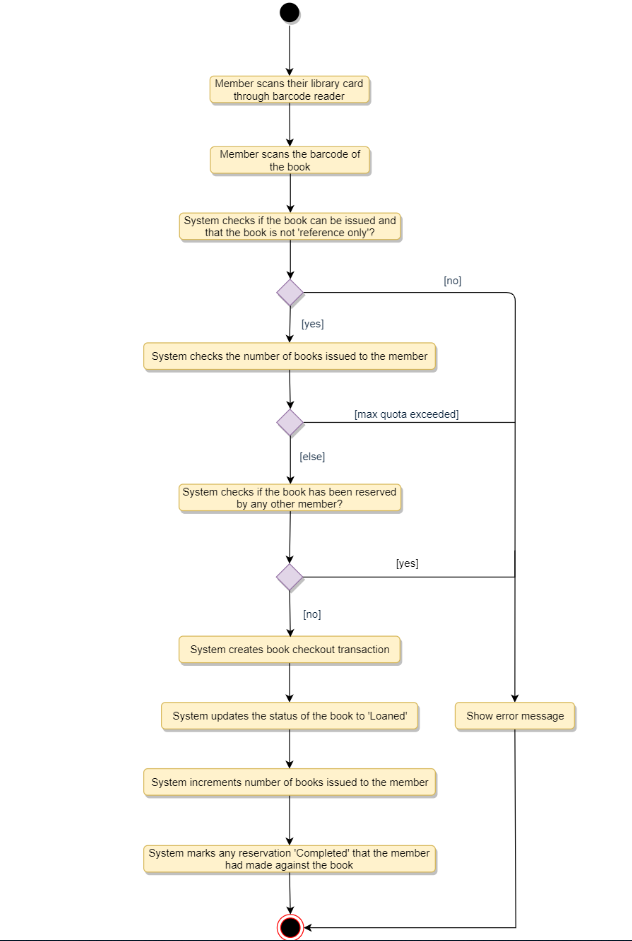 Member scans their library card
through barcode reader
Member scans the barcode of
the book
System checks if the book can be issued and
that the book is not 'reference only'?
[no]
[yes]
System checks the number of books issued to the member
[max quota exceeded]
[else]
System checks if the book has been reserved
by any other member?
[yes]
[no]
System creates book checkout transaction
System updates the status of the book to 'Loaned'
Show error message
System increments number of books issued to the member
System marks any reservation 'Completed' that the member
had made against the book